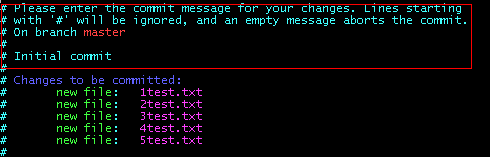 # Please enter the commit message for your changes. Lines starting
# with '#' will be ignored, and an empty message aborts the commit.
# On branch master
#
# Initial commit
#
# Changes to be committed:
#       new file:   1test.txt
#       new file:   2test.txt
#       new file:   3test.txt
#       new file:   4test.txt
#       new file:   5test.txt
#